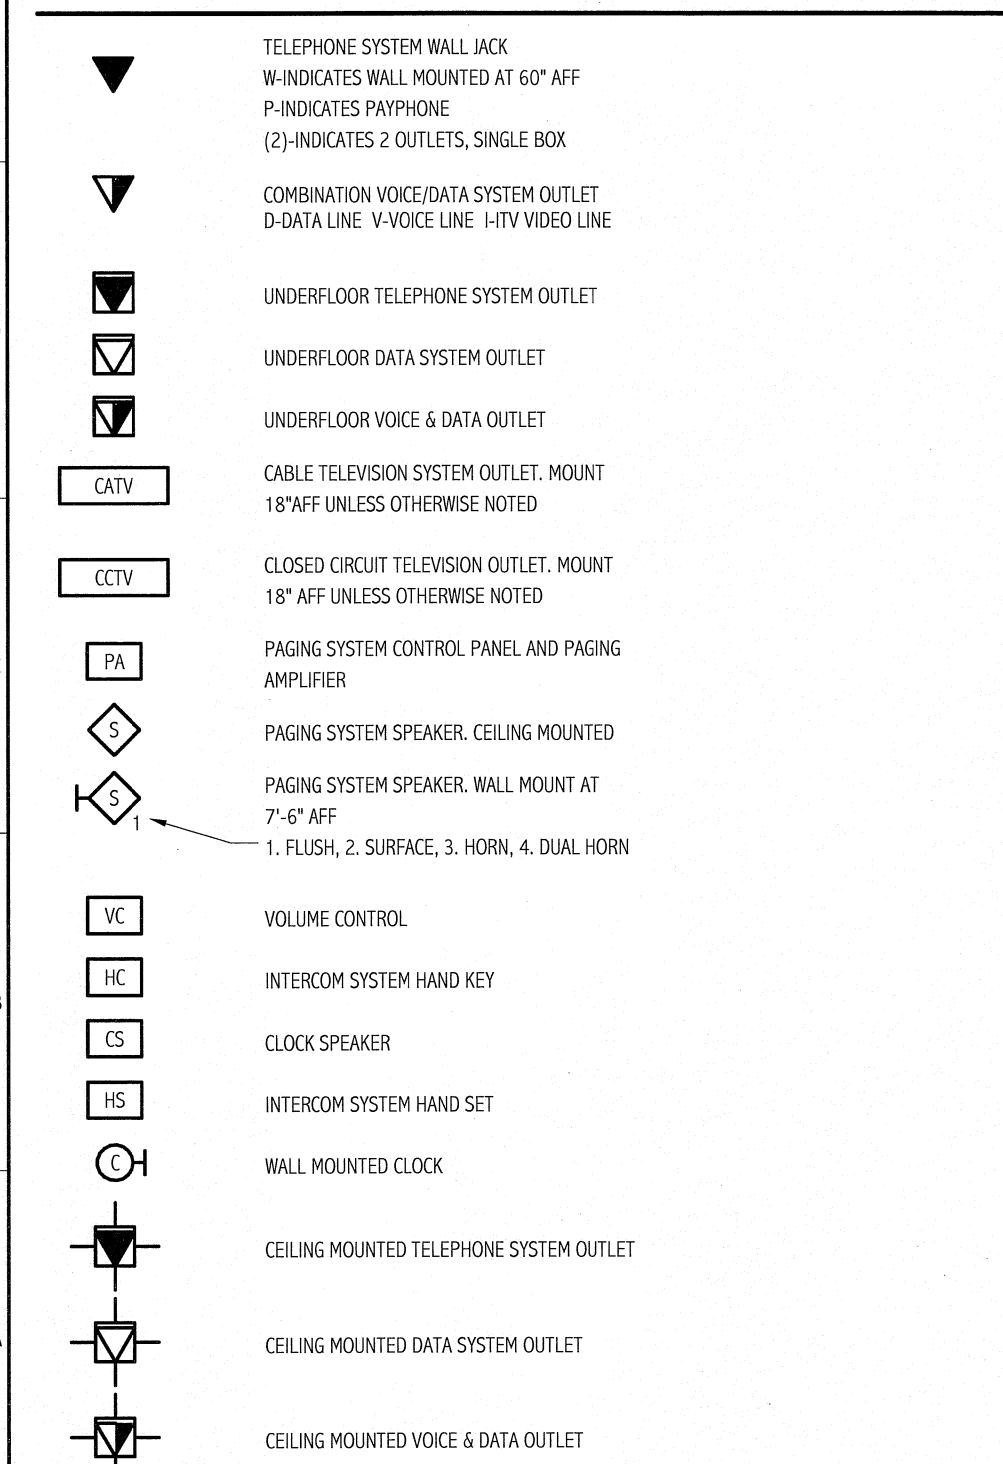 TELEPHONE SYSTEM WALL JACK
W-INDICATES WALL MOUNTED AT 60" AFF
P-INDICATES PAYPHONE
(2)-INDICATES 2 OUTLETS, SINGLE BOX
COMBINATION VOICE/DATA SYSTEM OUTLET
D-DATA LINE V-VOICE LINE I-ITV VIDEO LINE
UNDERFLOOR TELEPHONE SYSTEM OUTLET
UNDERFLOOR DATA SYSTEM OUTLET
UNDERFLOOR VOICE & DATA OUTLET
CATV
CABLE TELEVISION SYSTEM OUTLET. MOUNT
18"AFF UNLESS OTHERWISE NOTED
CCTV
CLOSED CIRCUIT TELEVISION OUTLET. MOUNT
18" AFF UNLESS OTHERWISE NOTED
PA
PAGING SYSTEM CONTROL PANEL AND PAGING
AMPLIFIER
S
PAGING SYSTEM SPEAKER. CEILING MOUNTED
S
1
PAGING SYSTEM SPEAKER. WALL MOUNT AT
7'-6" AFF
1. FLUSH, 2. SURFACE, 3. HORN, 4. DUAL HORN
VC
VOLUME CONTROL
HC
INTERCOM SYSTEM HAND KEY
CS
CLOCK SPEAKER
HS
INTERCOM SYSTEM HAND SET
C
WALL MOUNTED CLOCK
CEILING MOUNTED TELEPHONE SYSTEM OUTLET
CEILING MOUNTED DATA SYSTEM OUTLET
CEILING MOUNTED VOICE & DATA OUTLET